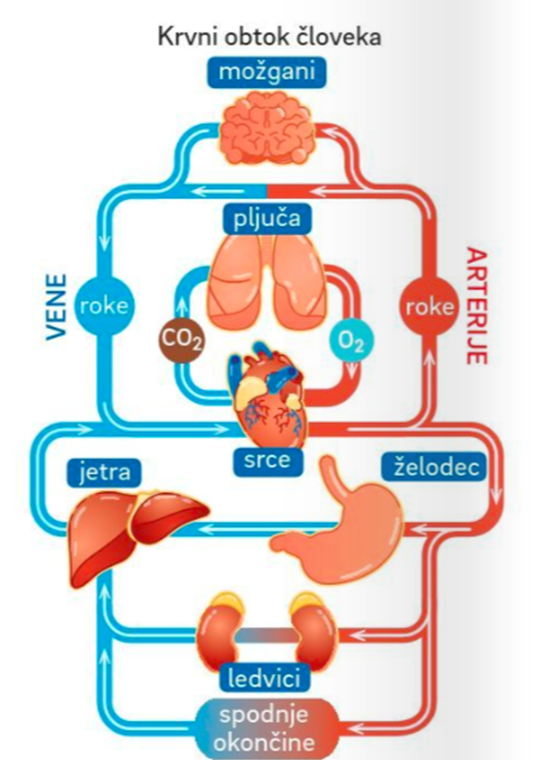 Krvni obtok človeka
možgani
pljuča
VENE
roke
roke
ARTERIJE
CO₂
O₂
srce
jetra
želodec
ledvici
spodnje
okončine